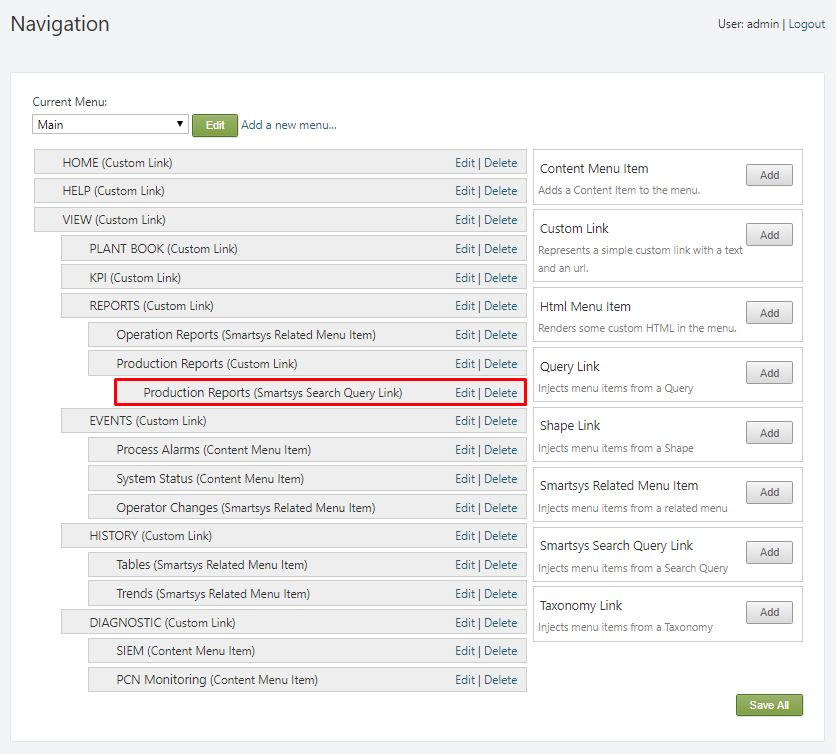 Navigation
User: admin | Logout
Current Menu:
Main
Edit
Add a new menu...
HOME (Custom Link) Edit | Delete
HELP (Custom Link) Edit | Delete
VIEW (Custom Link) Edit | Delete
PLANT BOOK (Custom Link) Edit | Delete
KPI (Custom Link) Edit | Delete
REPORTS (Custom Link) Edit | Delete
Operation Reports (Smartsys Related Menu Item) Edit | Delete
Production Reports (Custom Link) Edit | Delete
Production Reports (Smartsys Search Query Link) Edit | Delete
EVENTS (Custom Link) Edit | Delete
Process Alarms (Content Menu Item) Edit | Delete
System Status (Content Menu Item) Edit | Delete
Operator Changes (Smartsys Related Menu Item) Edit | Delete
HISTORY (Custom Link) Edit | Delete
Tables (Smartsys Related Menu Item) Edit | Delete
Trends (Smartsys Related Menu Item) Edit | Delete
DIAGNOSTIC (Custom Link) Edit | Delete
SIEM (Content Menu Item) Edit | Delete
PCN Monitoring (Content Menu Item) Edit | Delete
Content Menu Item
Adds a Content Item to the menu.
Add
Custom Link
Represents a simple custom link with a text
and an url.
Add
Html Menu Item
Renders some custom HTML in the menu.
Add
Query Link
Injects menu items from a Query
Add
Shape Link
Injects menu items from a Shape
Add
Smartsys Related Menu Item
Injects menu items from a related menu
Add
Smartsys Search Query Link
Injects menu items from a Search Query
Add
Taxonomy Link
Injects menu items from a Taxonomy
Add
Save All